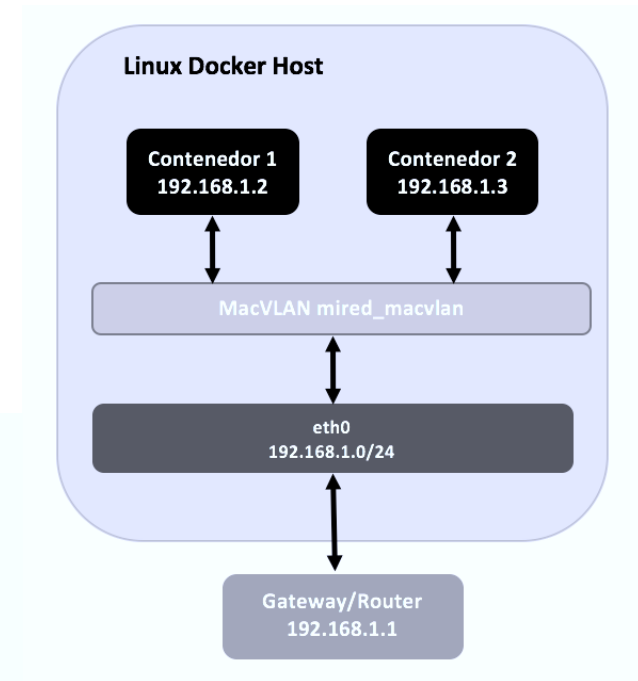 Linux Docker Host
Contenedor 1
192.168.1.2
Contenedor 2
192.168.1.3
MacVLAN mired_macvlan
eth0
192.168.1.0/24
Gateway/Router
192.168.1.1